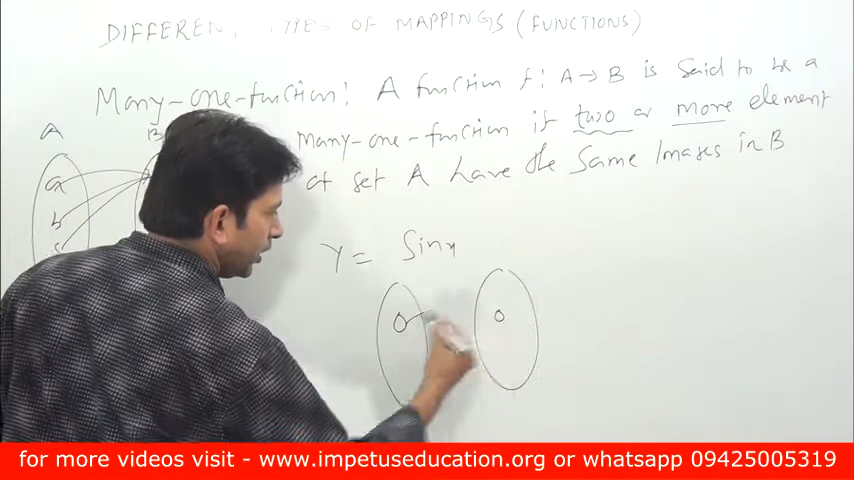 DIFFERENT TYPES OF MAPPINGS (FUNCTIONS)
Many-one-function: A function f: A→B is said to be a
A B many-one-function if two or more element
of set A have the same Images in B
a
b
Y = Sinx
0 0
for more videos visit - www.impetuseducation.org or whatsapp 09425005319